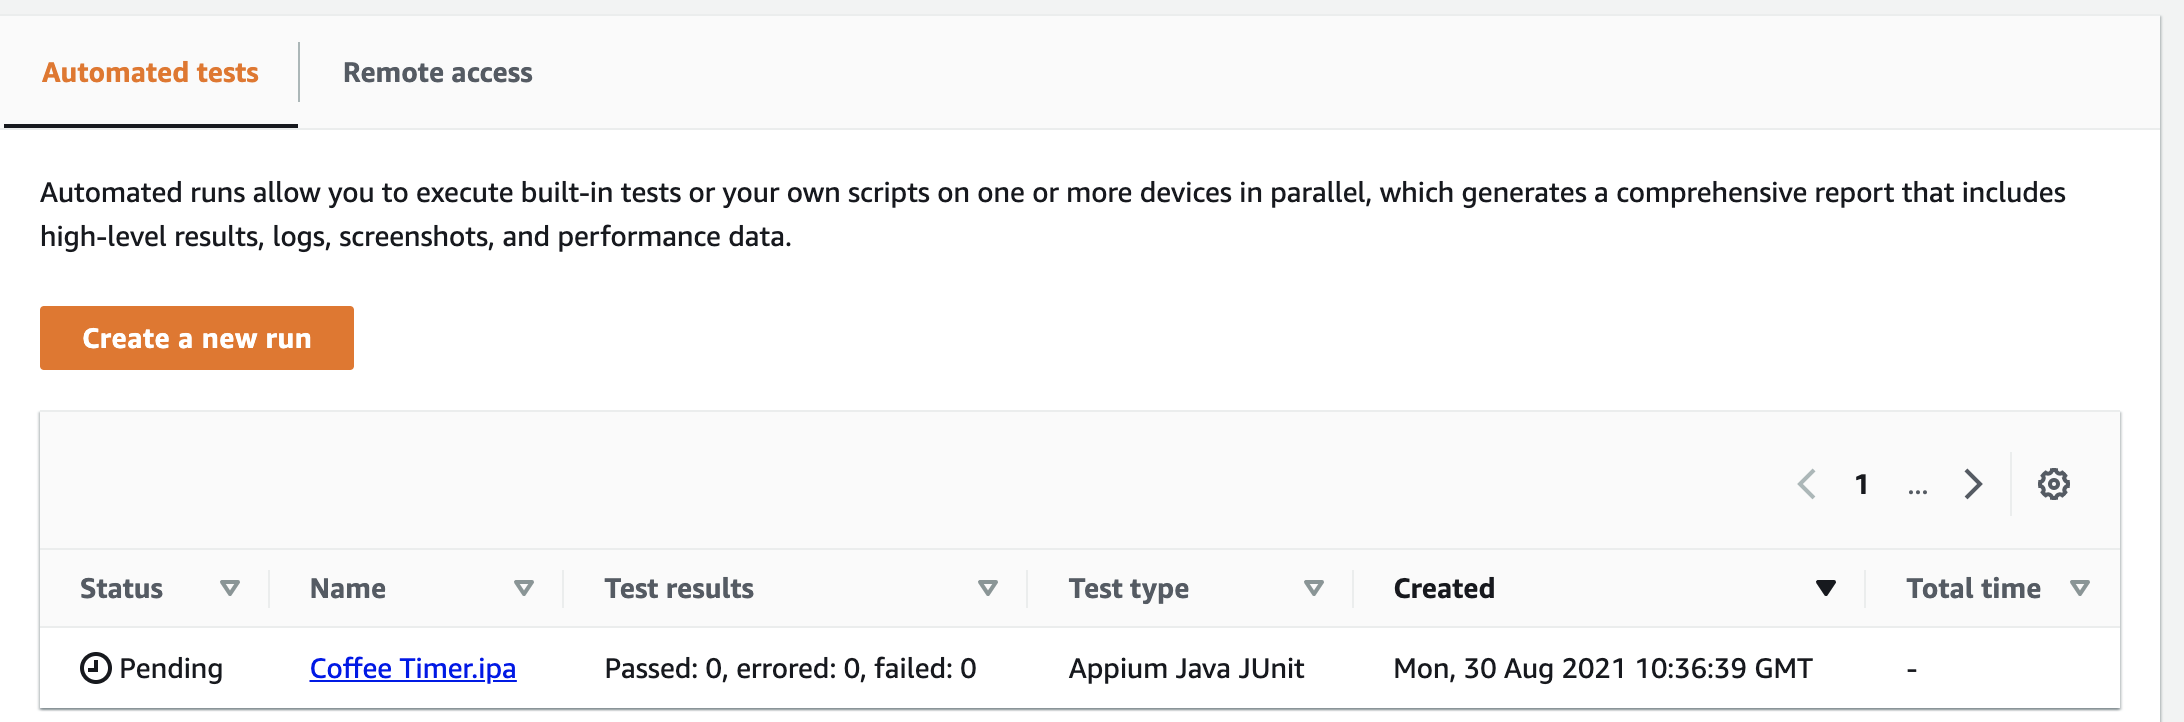 Automated tests
Remote access
Automated runs allow you to execute built-in tests or your own scripts on one or more devices in parallel, which generates a comprehensive report that includes
high-level results, logs, screenshots, and performance data.
Create a new run
1 ...
Status Name Test results Test type Created Total time
Pending Coffee Timer.ipa Passed: 0, errored: 0, failed: 0 Appium Java JUnit Mon, 30 Aug 2021 10:36:39 GMT -